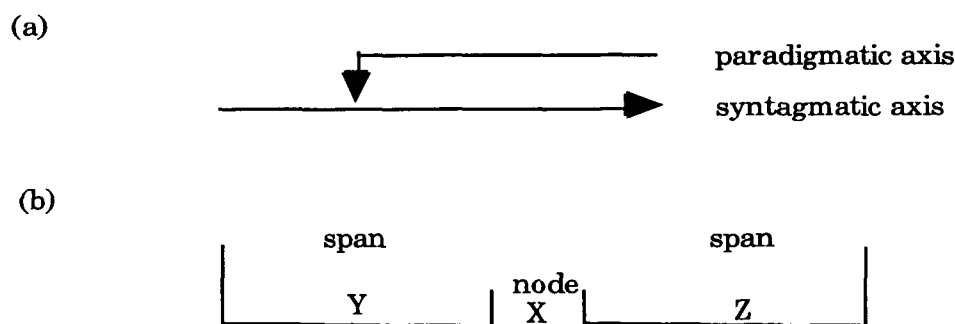 (a)
paradigmatic axis
syntagmatic axis
(b)
span span
node
Y X Z